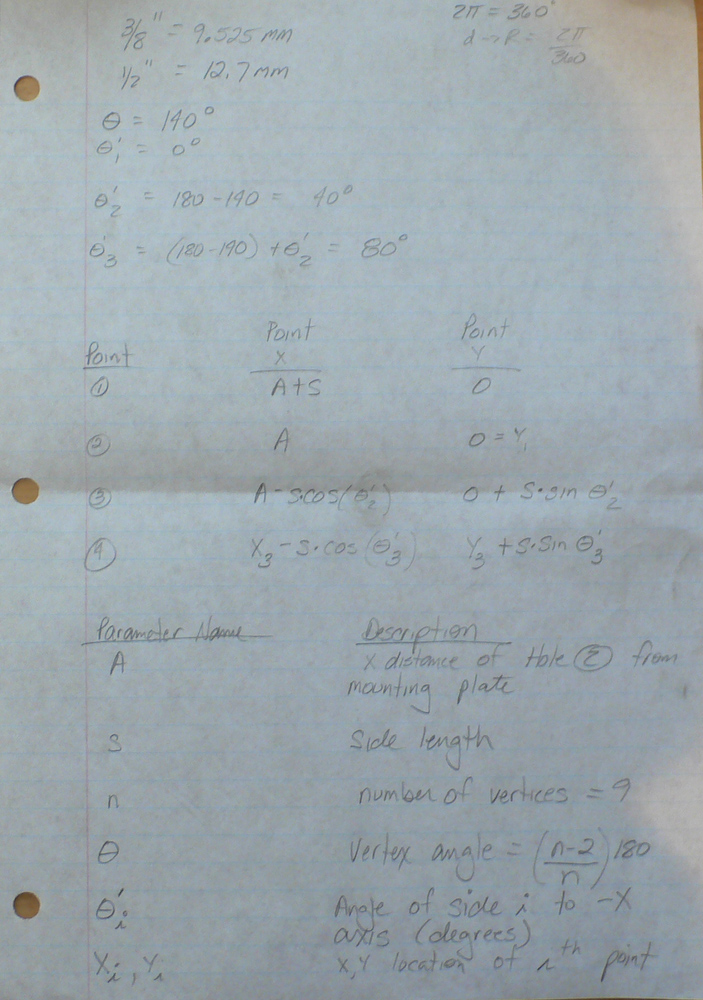 3/8" = 9.525 mm
2π = 360°
d → R = 2π/360
1/2" = 12.7 mm
θ = 140°
θ'₁ = 0°
θ'₂ = 180 - 140 = 40°
θ'₃ = (180 - 140) + θ'₂ = 80°
Point Point
Point X Y
① A+S 0
② A 0 = Y₁
③ A - S·cos(θ'₂) 0 + S·sin θ'₂
④ X₃ - S·cos(θ'₃) Y₃ + S·sin θ'₃
Parameter Name Description
A X distance of Hole ② from
mounting plate
S Side length
n number of vertices = 9
θ Vertex angle = ((n-2)/n) 180
θ'ᵢ Angle of side i to -X
axis (degrees)
Xᵢ, Yᵢ X,Y location of iᵗʰ point